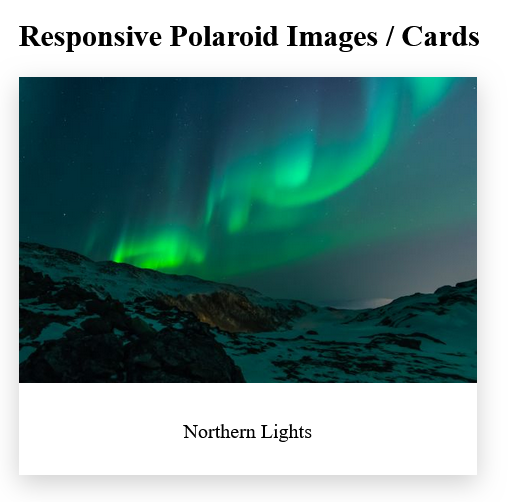 Responsive Polaroid Images / Cards
Northern Lights